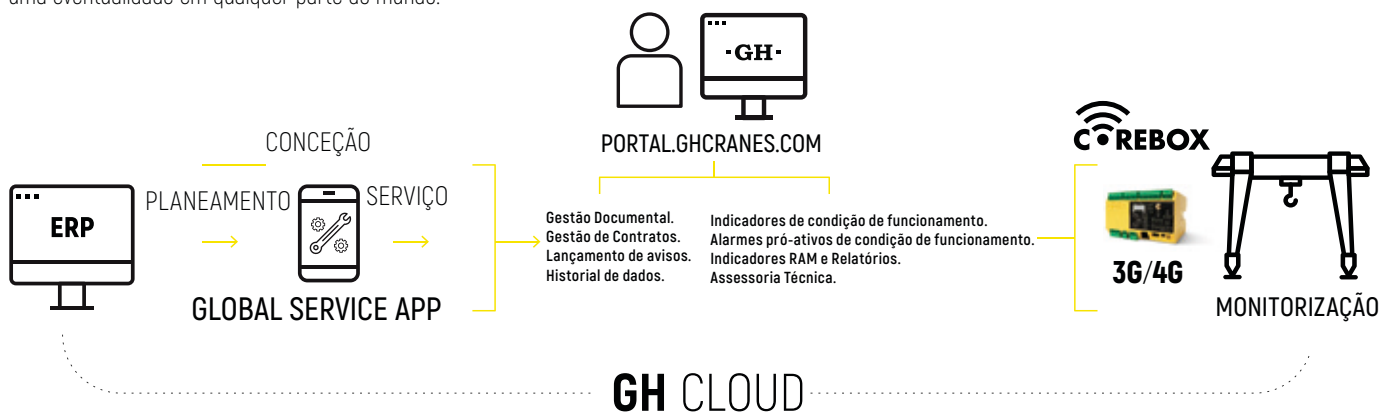 uma eventualidade em qualquer parte do mundo.
·GH·
PORTAL.GHCRANES.COM
CONCEÇÃO
PLANEAMENTO
SERVIÇO
ERP
GLOBAL SERVICE APP
Gestão Documental.
Gestão de Contratos.
Lançamento de avisos.
Historial de dados.
Indicadores de condição de funcionamento.
Alarmes pró-ativos de condição de funcionamento.
Indicadores RAM e Relatórios.
Assessoria Técnica.
COREBOX
3G/4G
MONITORIZAÇÃO
GH CLOUD